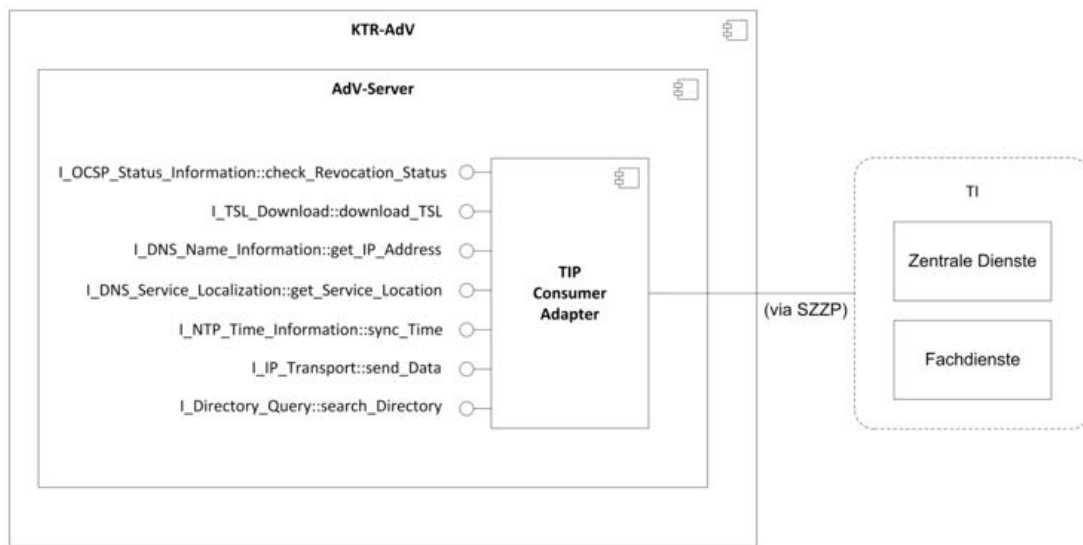 KTR-AdV
AdV-Server
I_OCSP_Status_Information::check_Revocation_Status
I_TSL_Download::download_TSL
I_DNS_Name_Information::get_IP_Address
I_DNS_Service_Localization::get_Service_Location
I_NTP_Time_Information::sync_Time
I_IP_Transport::send_Data
I_Directory_Query::search_Directory
TIP
Consumer
Adapter
(via SZZP)
TI
Zentrale Dienste
Fachdienste